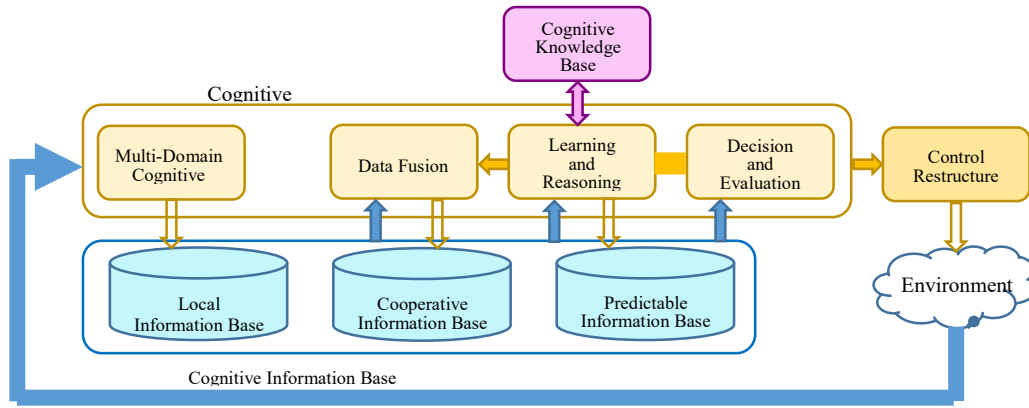 Cognitive
Knowledge
Base
Cognitive
Multi-Domain
Cognitive
Data Fusion
Learning
and
Reasoning
Decision
and
Evaluation
Control
Restructure
Local
Information Base
Cooperative
Information Base
Predictable
Information Base
Environment
Cognitive Information Base